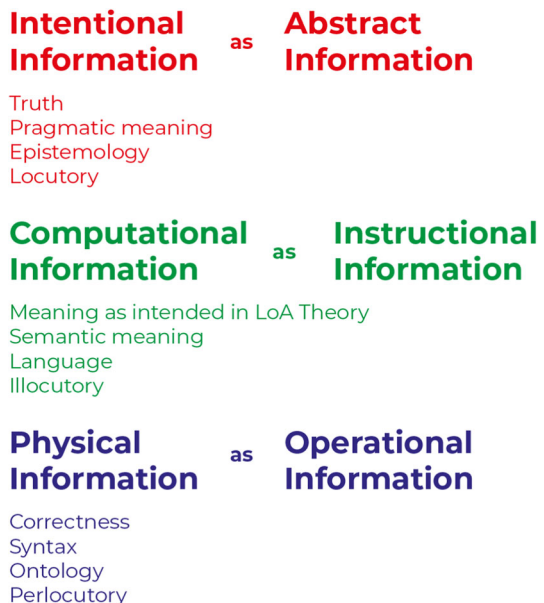 Intentional Information as Abstract Information
Truth
Pragmatic meaning
Epistemology
Locutory
Computational Information as Instructional Information
Meaning as intended in LoA Theory
Semantic meaning
Language
Illocutory
Physical Information as Operational Information
Correctness
Syntax
Ontology
Perlocutory